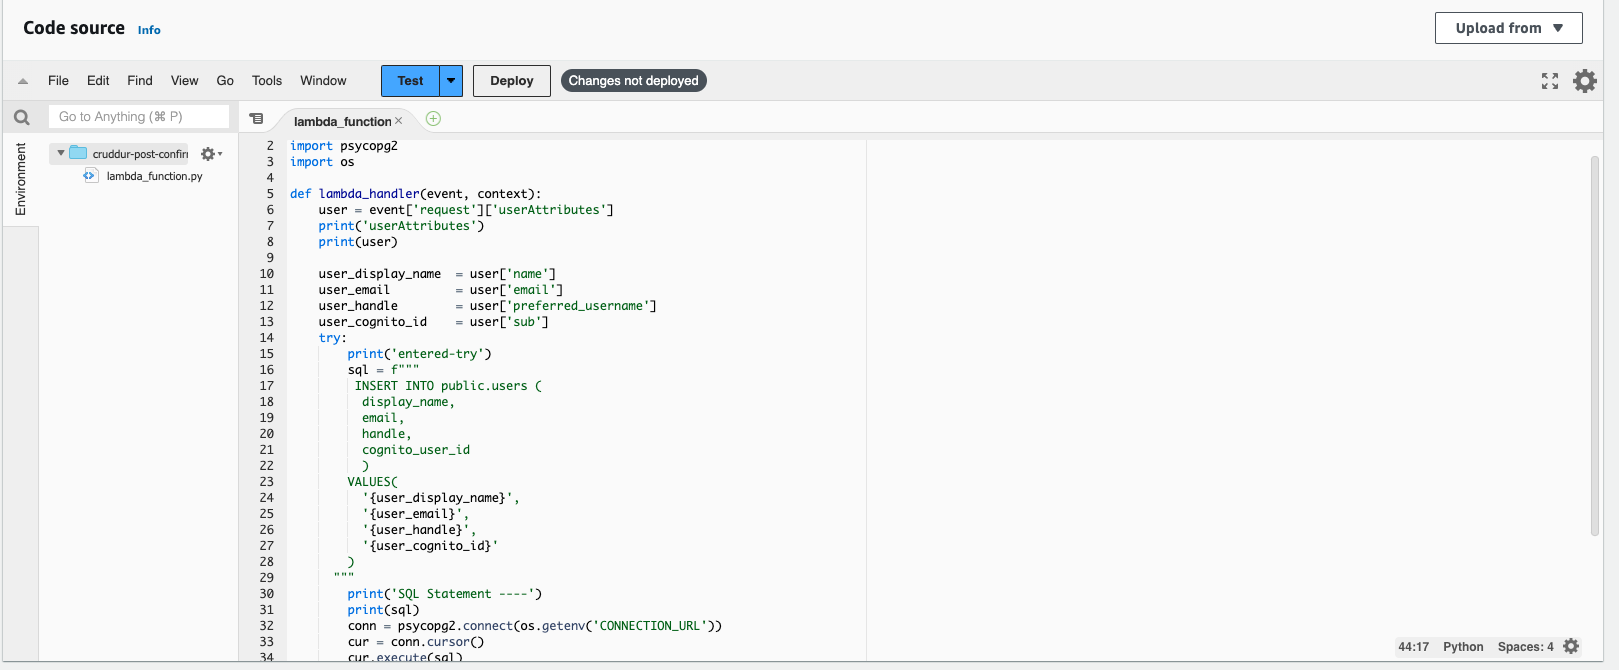 Code source Info
Upload from
File Edit Find View Go Tools Window Test Deploy Changes not deployed
Go to Anything (⌘ P)
lambda_function ×
Environment
cruddur-post-confir
lambda_function.py
2 import psycopg2
3 import os
4
5 def lambda_handler(event, context):
6     user = event['request']['userAttributes']
7     print('userAttributes')
8     print(user)
9
10     user_display_name  = user['name']
11     user_email         = user['email']
12     user_handle        = user['preferred_username']
13     user_cognito_id    = user['sub']
14     try:
15         print('entered-try')
16         sql = f"""
17          INSERT INTO public.users (
18           display_name,
19           email,
20           handle,
21           cognito_user_id
22           )
23         VALUES(
24           '{user_display_name}',
25           '{user_email}',
26           '{user_handle}',
27           '{user_cognito_id}'
28         )
29       """
30         print('SQL Statement ----')
31         print(sql)
32         conn = psycopg2.connect(os.getenv('CONNECTION_URL'))
33         cur = conn.cursor()
34         cur.execute(sql)
44:17 Python Spaces: 4